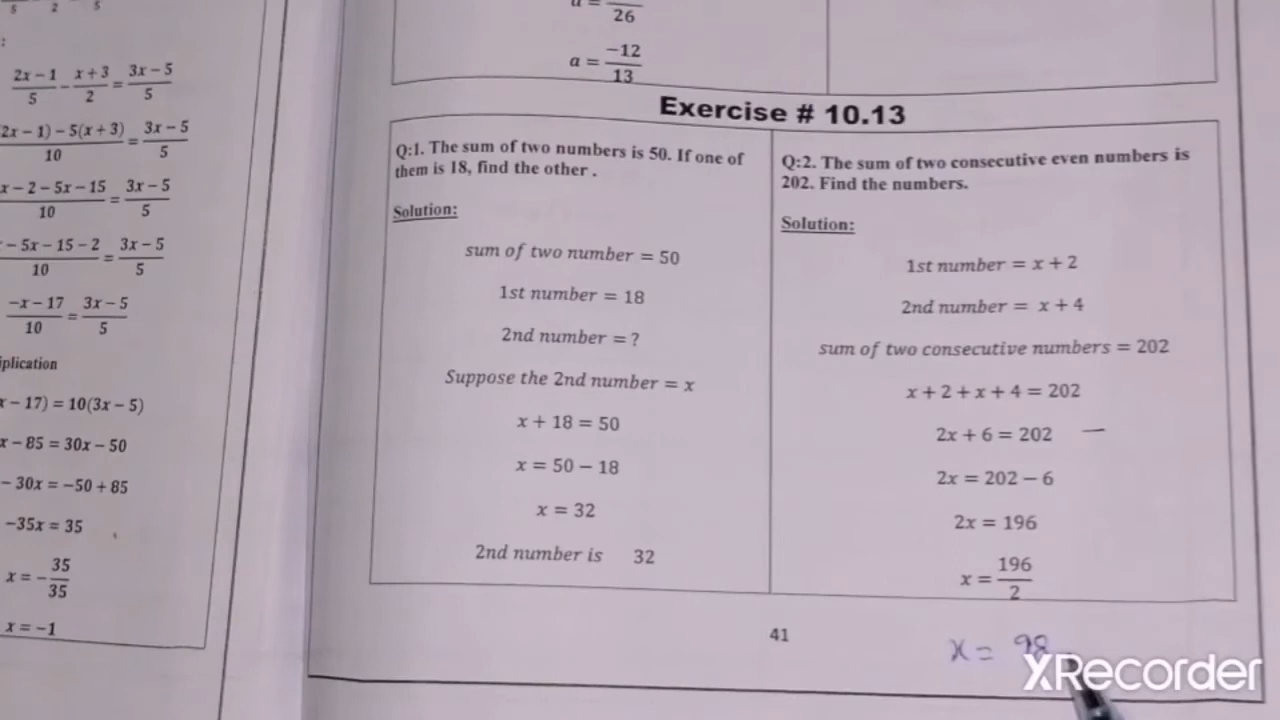 5 2 5
:
2x − 1/5 − x + 3/2 = 3x − 5/5
2x − 1) − 5(x + 3)/10 = 3x − 5/5
x − 2 − 5x − 15/10 = 3x − 5/5
− 5x − 15 − 2/10 = 3x − 5/5
−x − 17/10 = 3x − 5/5
iplication
x − 17) = 10(3x − 5)
x − 85 = 30x − 50
− 30x = −50 + 85
−35x = 35
x = − 35/35
x = −1
a = /26
a = −12/13
Exercise # 10.13
Q:1. The sum of two numbers is 50. If one of
them is 18, find the other .
Solution:
sum of two number = 50
1st number = 18
2nd number = ?
Suppose the 2nd number = x
x + 18 = 50
x = 50 − 18
x = 32
2nd number is 32
Q:2. The sum of two consecutive even numbers is
202. Find the numbers.
Solution:
1st number = x + 2
2nd number = x + 4
sum of two consecutive numbers = 202
x + 2 + x + 4 = 202
2x + 6 = 202
2x = 202 − 6
2x = 196
x = 196/2
41
x = 98
XRecorder